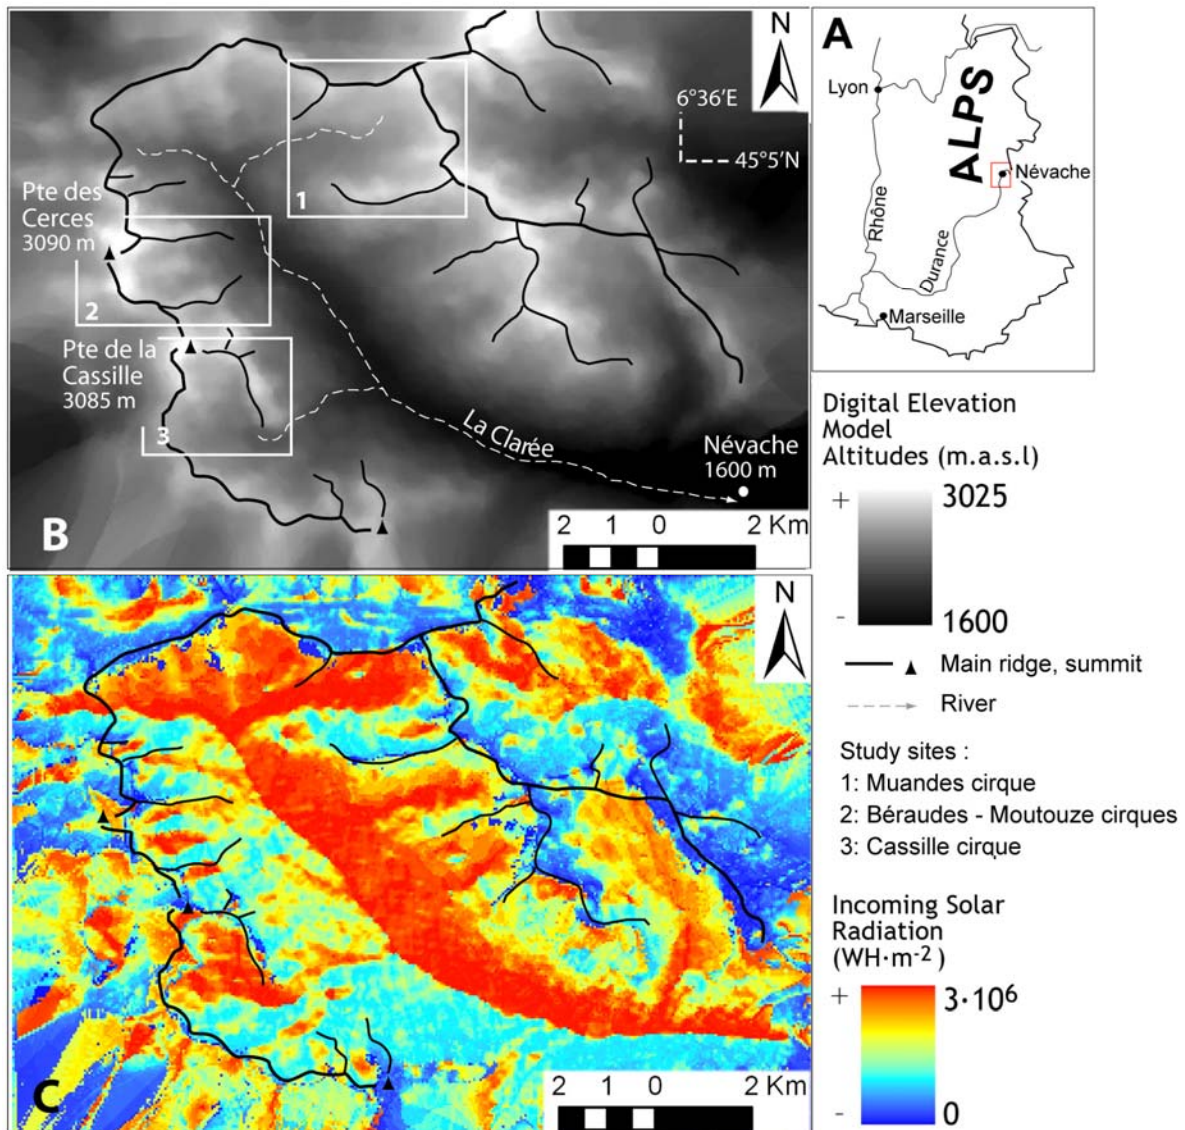 B
N
6°36′E
45°5′N
Pte des
Cerces
3090 m
1
2
Pte de la
Cassille
3085 m
3
La Clarée
Névache
1600 m
2 1 0 2 Km
A
Lyon
ALPS
Névache
Rhône
Durance
Marseille
Digital Elevation
Model
Altitudes (m.a.s.l)
+ 3025
- 1600
Main ridge, summit
River
Study sites :
1: Muandes cirque
2: Béraudes - Moutouze cirques
3: Cassille cirque
Incoming Solar
Radiation
(WH·m-2 )
+ 3·10⁶
- 0
N
C
2 1 0 2 Km